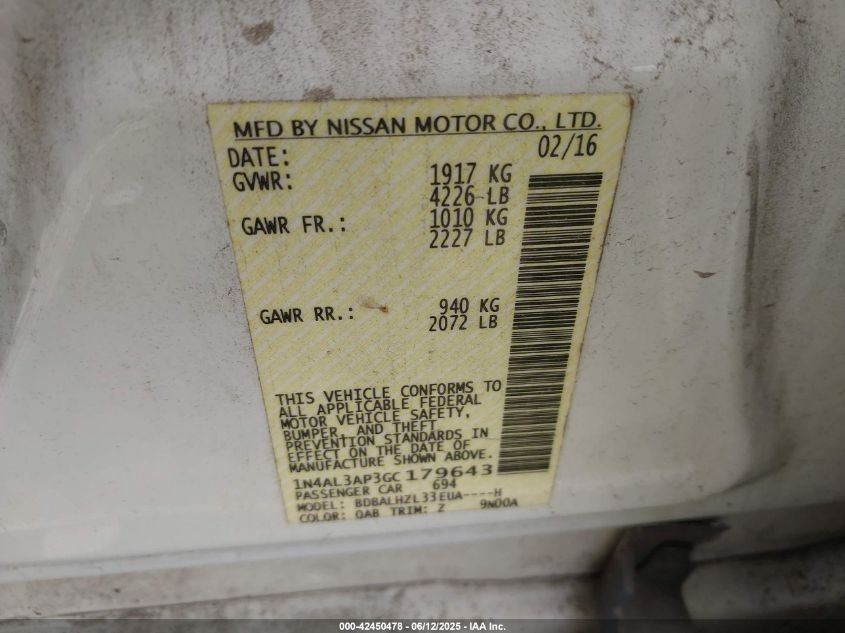 MFD BY NISSAN MOTOR CO., LTD.
DATE: 02/16
GVWR: 1917 KG
4226 LB
GAWR FR.: 1010 KG
2227 LB
GAWR RR.: 940 KG
2072 LB
THIS VEHICLE CONFORMS TO
ALL APPLICABLE FEDERAL
MOTOR VEHICLE SAFETY,
BUMPER, AND THEFT
PREVENTION STANDARDS IN
EFFECT ON THE DATE OF
MANUFACTURE SHOWN ABOVE.
1N4AL3AP3GC179643
PASSENGER CAR 694
MODEL: BDBALHZL33EUA----H
COLOR: QAB TRIM: Z 9N00A
000-42450478 - 06/12/2025 - IAA Inc.